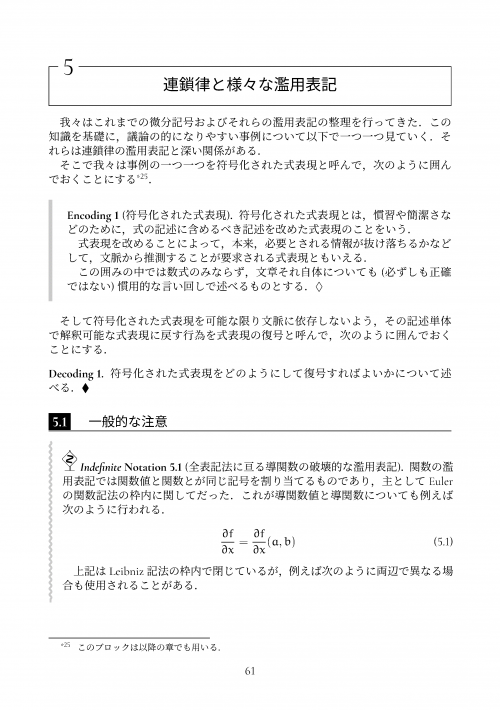 5
連鎖律と様々な濫用表記
我々はこれまでの微分記号およびそれらの濫用表記の整理を行ってきた．この
知識を基礎に，議論の的になりやすい事例について以下で一つ一つ見ていく．そ
れらは連鎖律の濫用表記と深い関係がある．
そこで我々は事例の一つ一つを符号化された式表現と呼んで，次のように囲ん
でおくことにする*25．
Encoding 1 (符号化された式表現). 符号化された式表現とは，慣習や簡潔さな
どのために，式の記述に含めるべき記述を改めた式表現のことをいう．
式表現を改めることによって，本来，必要とされる情報が抜け落ちるかなど
して，文脈から推測することが要求される式表現ともいえる．
この囲みの中では数式のみならず，文章それ自体についても (必ずしも正確
ではない) 慣用的な言い回しで述べるものとする．◇
そして符号化された式表現を可能な限り文脈に依存しないよう，その記述単体
で解釈可能な式表現に戻す行為を式表現の復号と呼んで，次のように囲んでおく
ことにする．
Decoding 1. 符号化された式表現をどのようにして復号すればよいかについて述
べる．♦
5.1 一般的な注意
Indefinite Notation 5.1 (全表記法に亘る導関数の破壊的な濫用表記). 関数の濫
用表記では関数値と関数とが同じ記号を割り当てるものであり，主として Euler
の関数記法の枠内に関してだった．これが導関数値と導関数についても例えば
次のように行われる．
∂f/∂x = ∂f/∂x(a, b) (5.1)
上記は Leibniz 記法の枠内で閉じているが，例えば次のように両辺で異なる場
合も使用されることがある．
*25 このブロックは以降の章でも用いる．
61